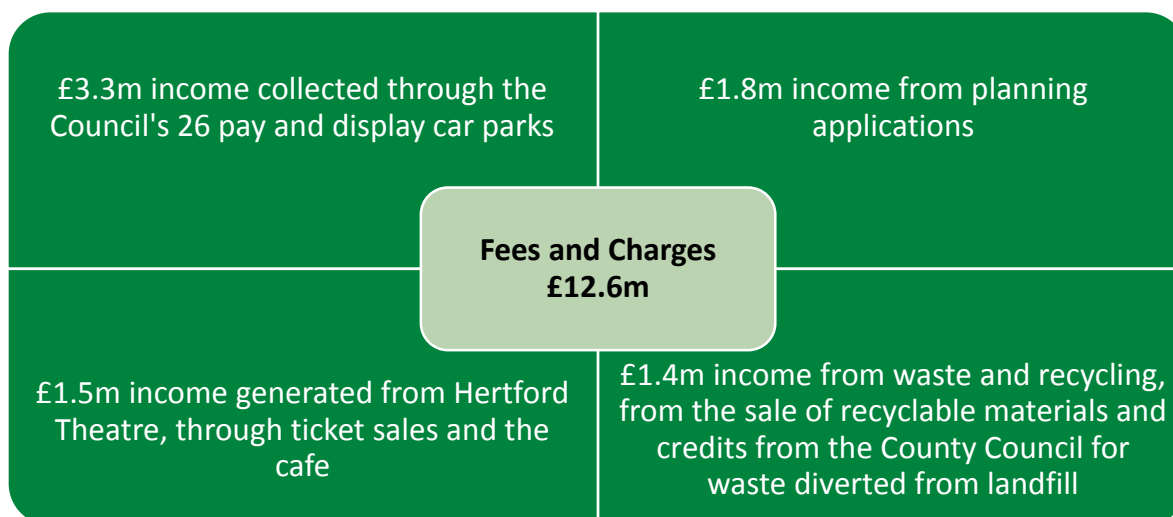 £3.3m income collected through the
Council's 26 pay and display car parks
£1.8m income from planning
applications
Fees and Charges
£12.6m
£1.5m income generated from Hertford
Theatre, through ticket sales and the
cafe
£1.4m income from waste and recycling,
from the sale of recyclable materials and
credits from the County Council for
waste diverted from landfill